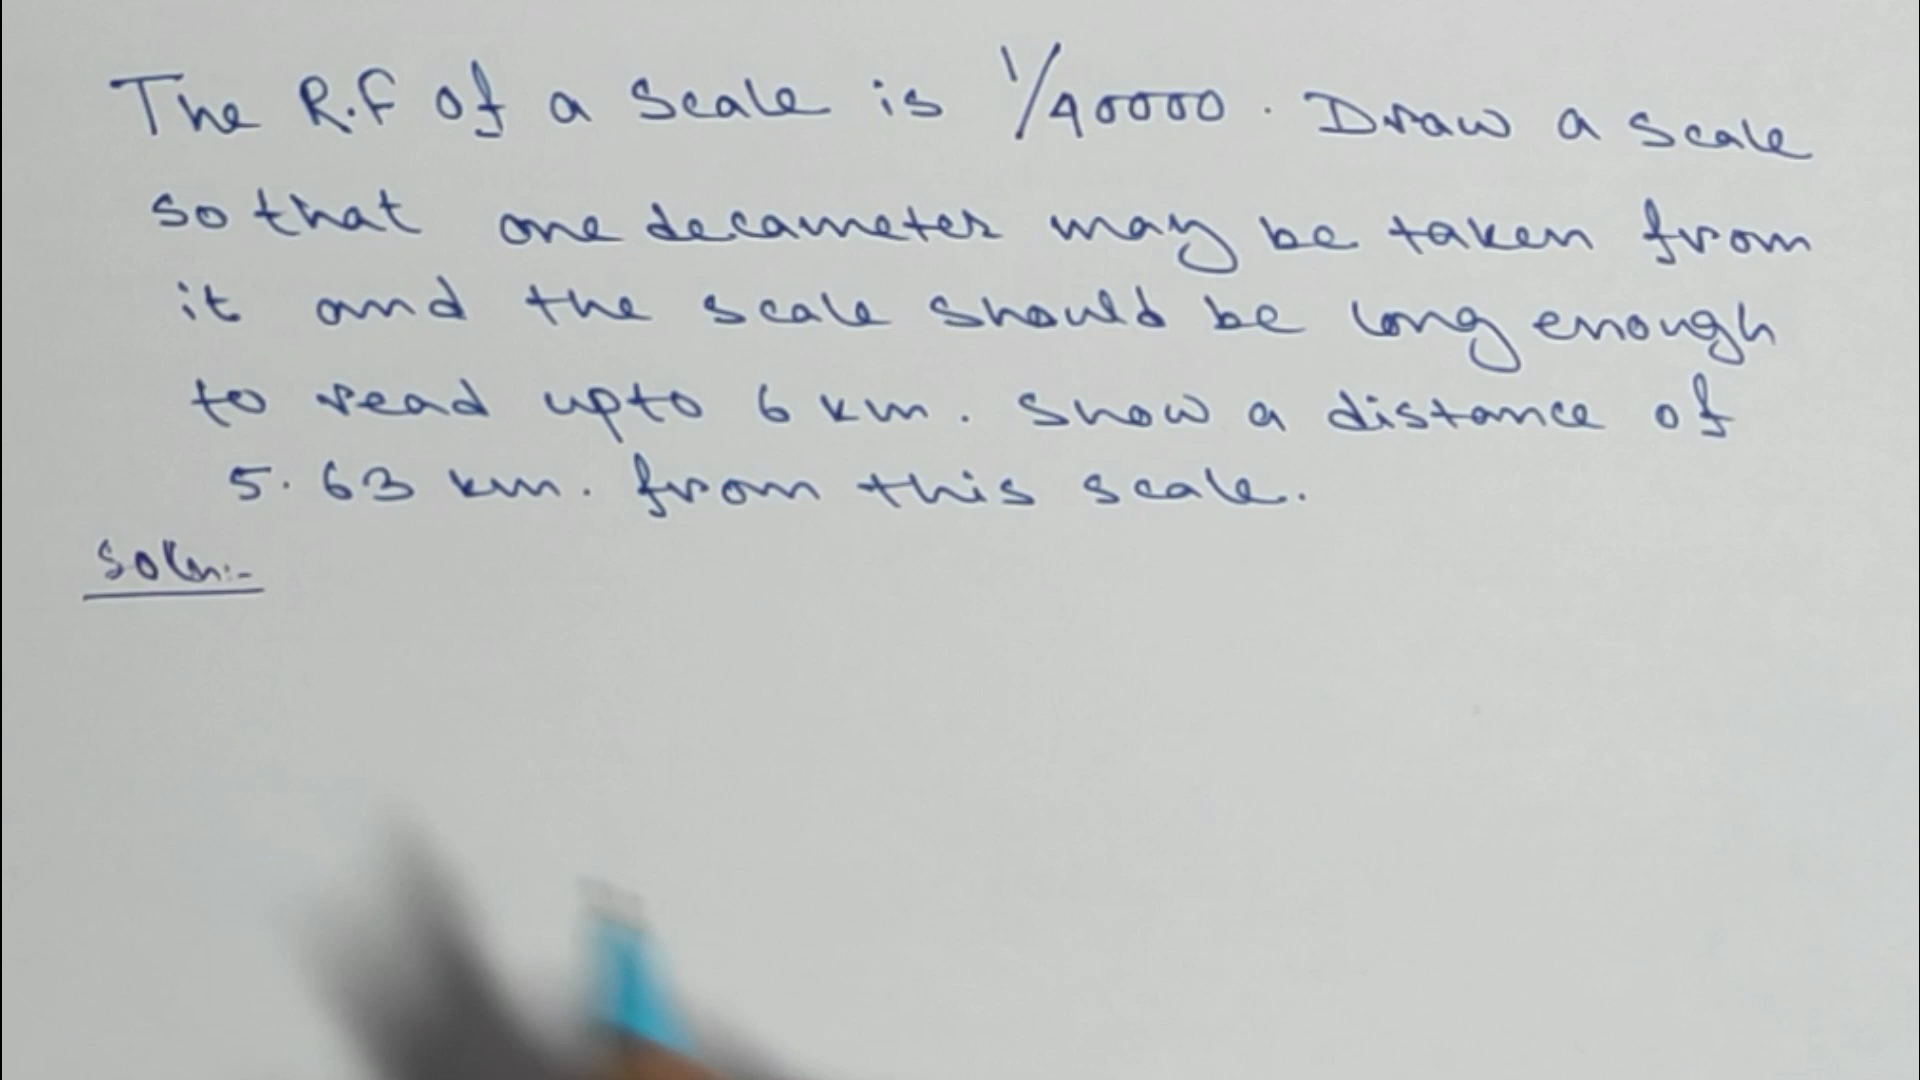 The R.F of a scale is 1/40000. Draw a scale
so that one decameter may be taken from
it and the scale should be long enough
to read upto 6 km. Show a distance of
5.63 km. from this scale.
Soln:-